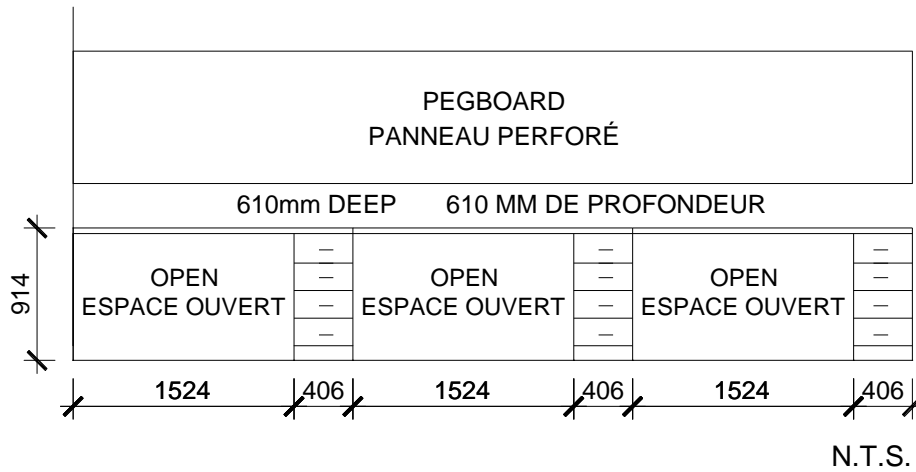 PEGBOARD
PANNEAU PERFORÉ
610mm DEEP 610 MM DE PROFONDEUR
914
OPEN
ESPACE OUVERT
OPEN
ESPACE OUVERT
OPEN
ESPACE OUVERT
1524 406 1524 406 1524 406
N.T.S.